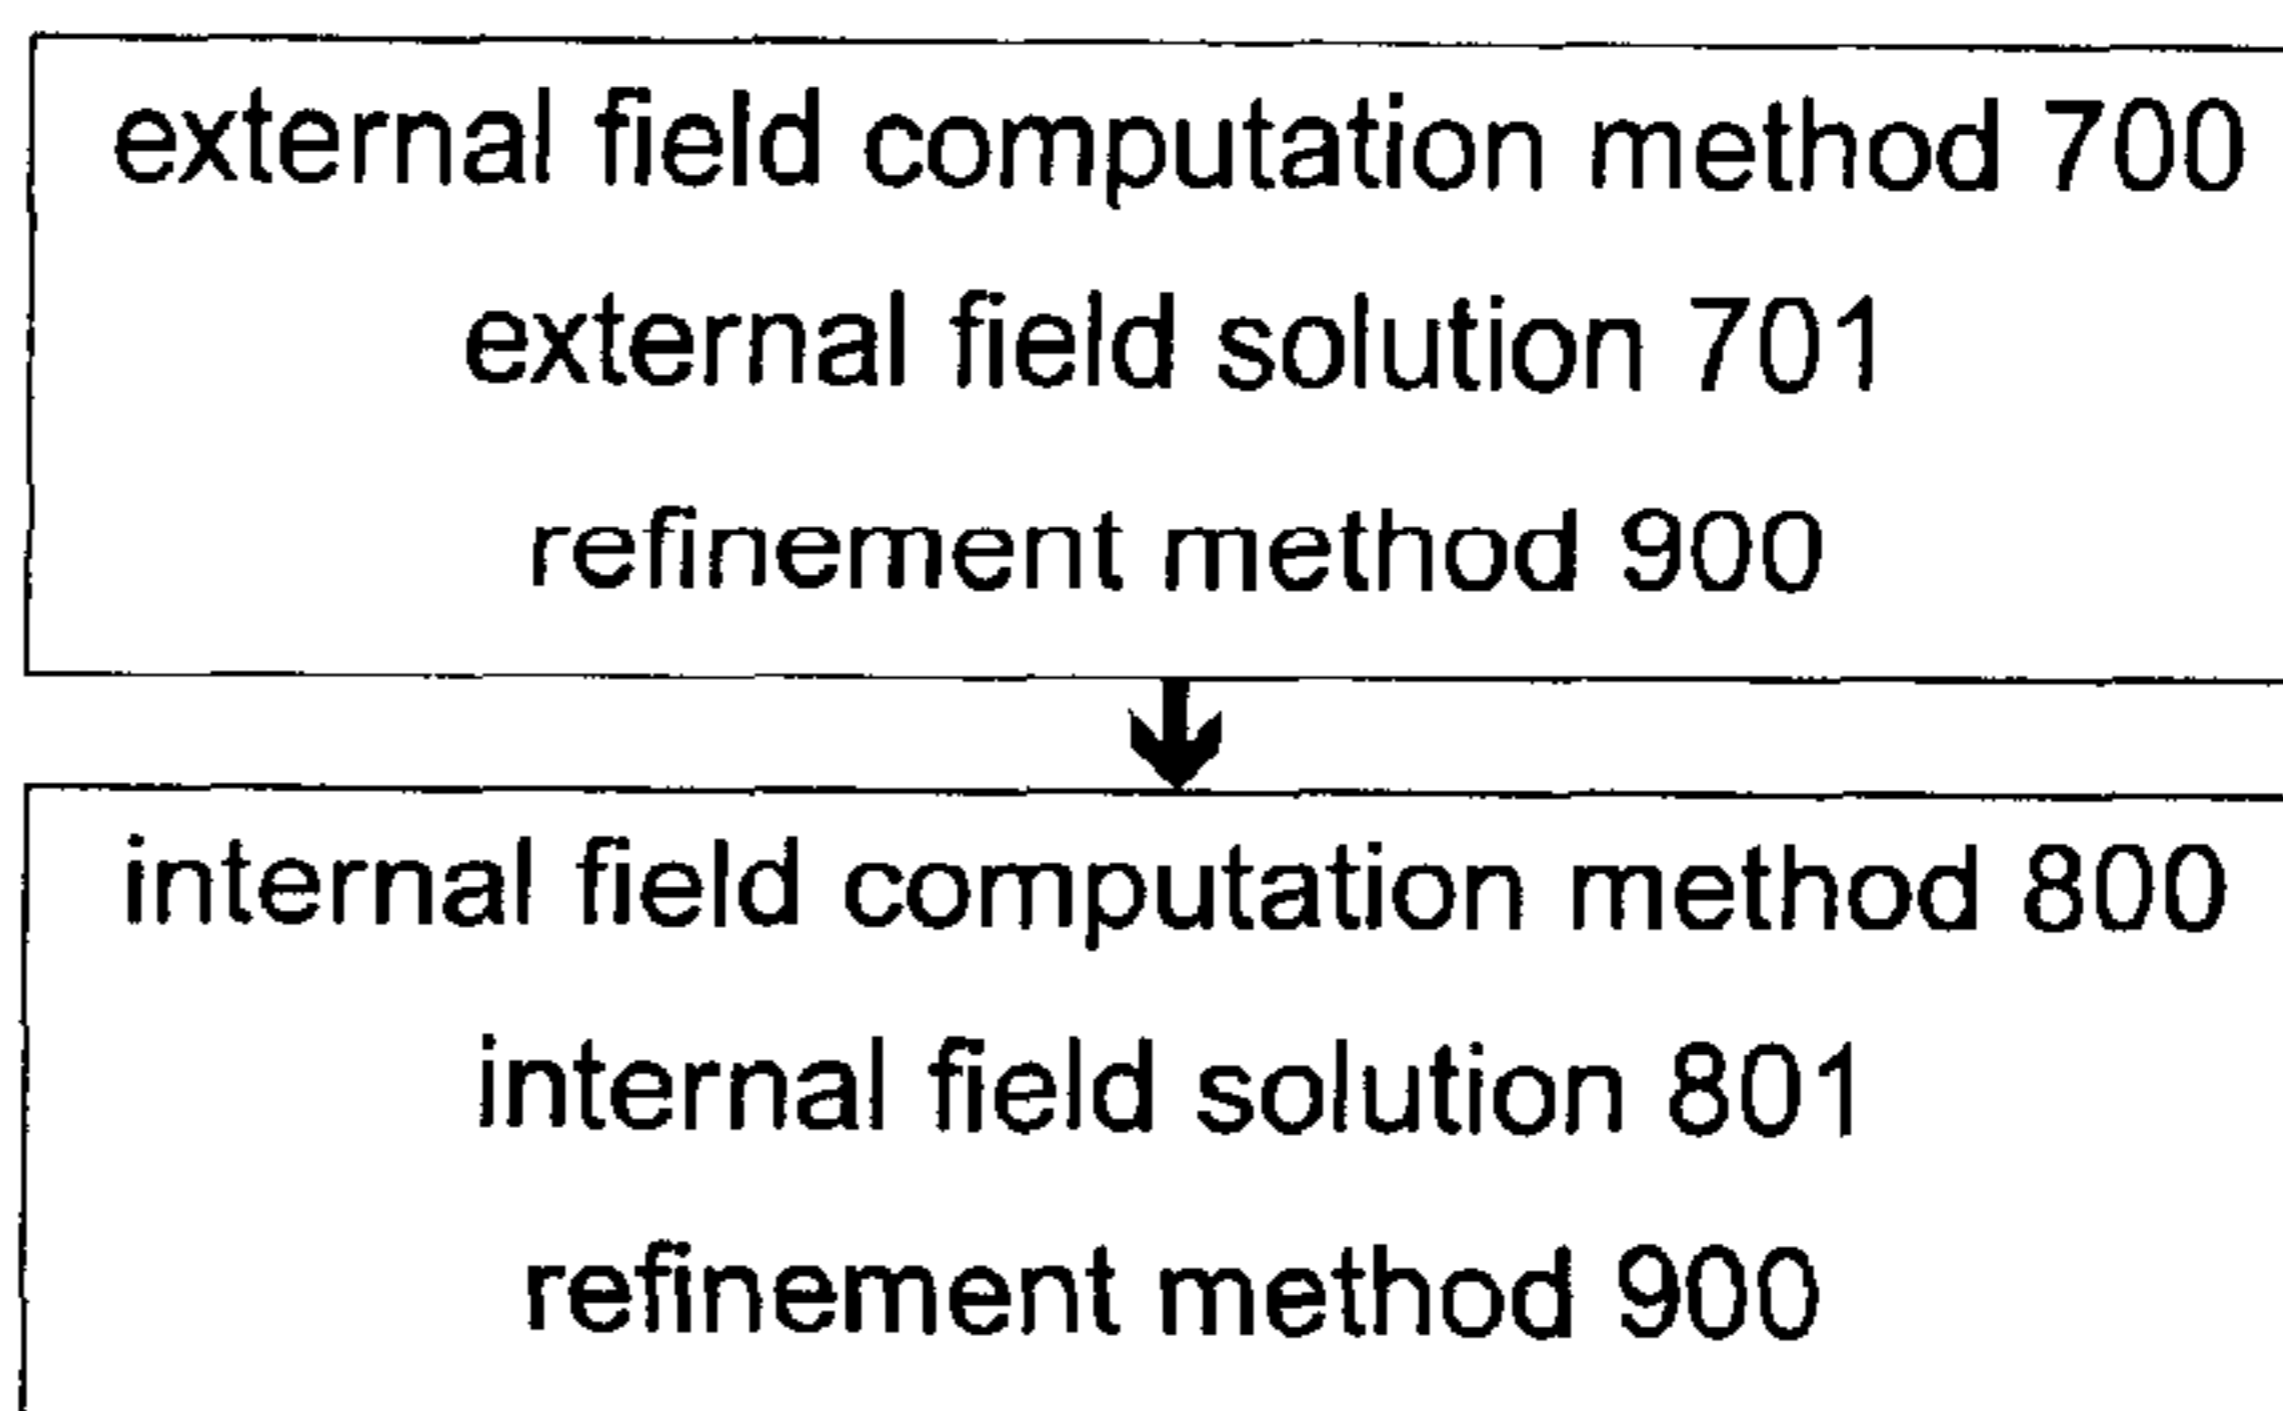 external field computation method 700
external field solution 701
refinement method 900
internal field computation method 800
internal field solution 801
refinement method 900